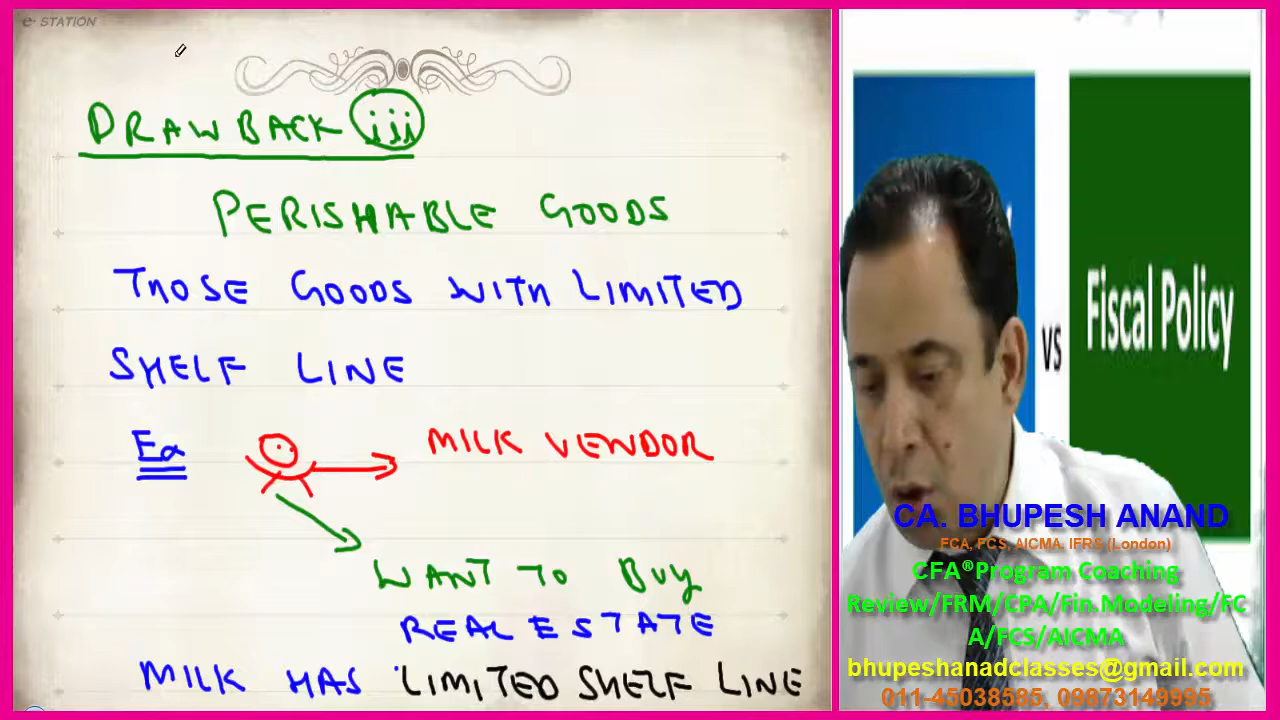 e-STATION
DRAWBACK iii
PERISHABLE GOODS
THOSE GOODS WITH LIMITED
SHELF LINE
Ex
MILK VENDOR
WANT TO BUY
REAL ESTATE
MILK HAS LIMITED SHELF LINE
vs
Fiscal Policy
CA. BHUPESH ANAND
FCA, FCS, AICMA. IFRS (London)
CFA®Program Coaching
Review/FRM/CPA/Fin.Modeling/FC
A/FCS/AICMA
bhupeshanadclasses@gmail.com
011-45038585, 09873149995